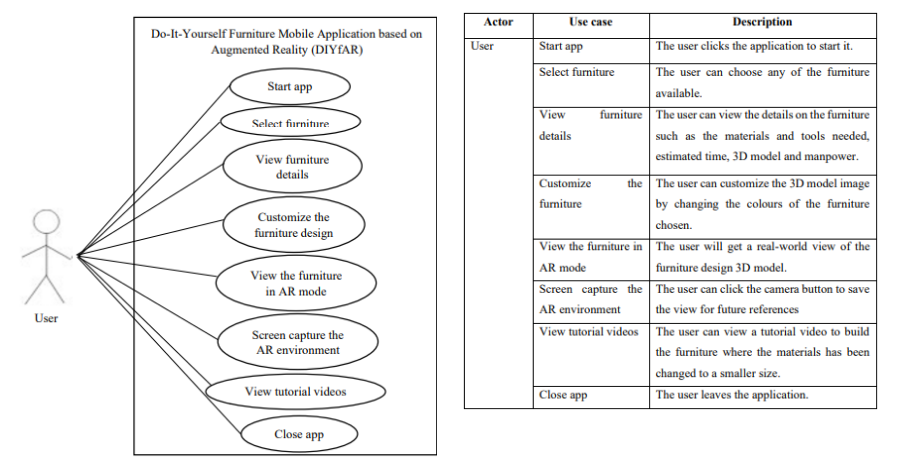 Do-It-Yourself Furniture Mobile Application based on
Augmented Reality (DIYfAR)
Start app
Select furniture
View furniture
details
Customize the
furniture design
View the furniture
in AR mode
Screen capture the
AR environment
View tutorial videos
Close app
User
Actor Use case Description
User Start app The user clicks the application to start it.
Select furniture The user can choose any of the furniture
available.
View furniture The user can view the details on the furniture
details such as the materials and tools needed,
estimated time, 3D model and manpower.
Customize the The user can customize the 3D model image
furniture by changing the colours of the furniture
chosen.
View the furniture in The user will get a real-world view of the
AR mode furniture design 3D model.
Screen capture the The user can click the camera button to save
AR environment the view for future references
View tutorial videos The user can view a tutorial video to build
the furniture where the materials has been
changed to a smaller size.
Close app The user leaves the application.